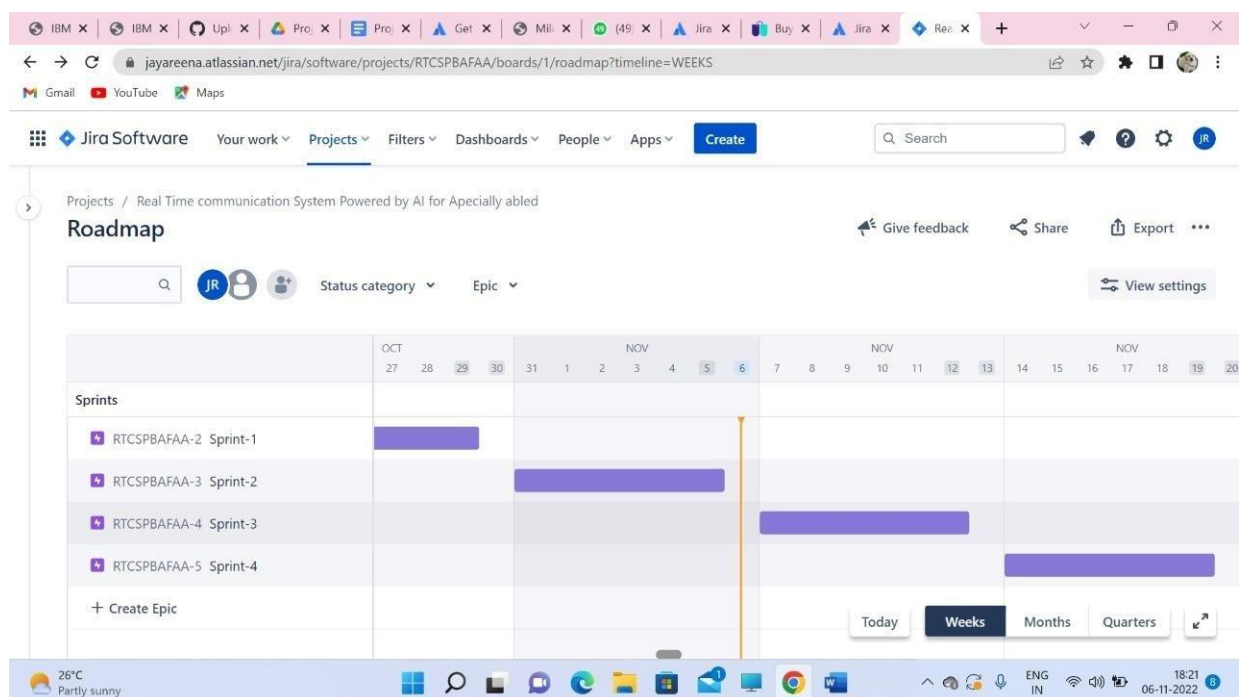 IBM IBM Upl Proj Proj Get Mil (49) Jira Buy Jira Rea
jayareena.atlassian.net/jira/software/projects/RTCSPBAFAA/boards/1/roadmap?timeline=WEEKS
Gmail YouTube Maps
Jira Software Your work Projects Filters Dashboards People Apps Create Search JR
Projects / Real Time communication System Powered by AI for Apecially abled
Roadmap Give feedback Share Export
JR Status category Epic View settings
OCT NOV NOV NOV
27 28 29 30 31 1 2 3 4 5 6 7 8 9 10 11 12 13 14 15 16 17 18 19 20
Sprints
RTCSPBAFAA-2 Sprint-1
RTCSPBAFAA-3 Sprint-2
RTCSPBAFAA-4 Sprint-3
RTCSPBAFAA-5 Sprint-4
+ Create Epic
Today Weeks Months Quarters
26°C ENG 18:21
Partly sunny 1 IN 06-11-2022 8